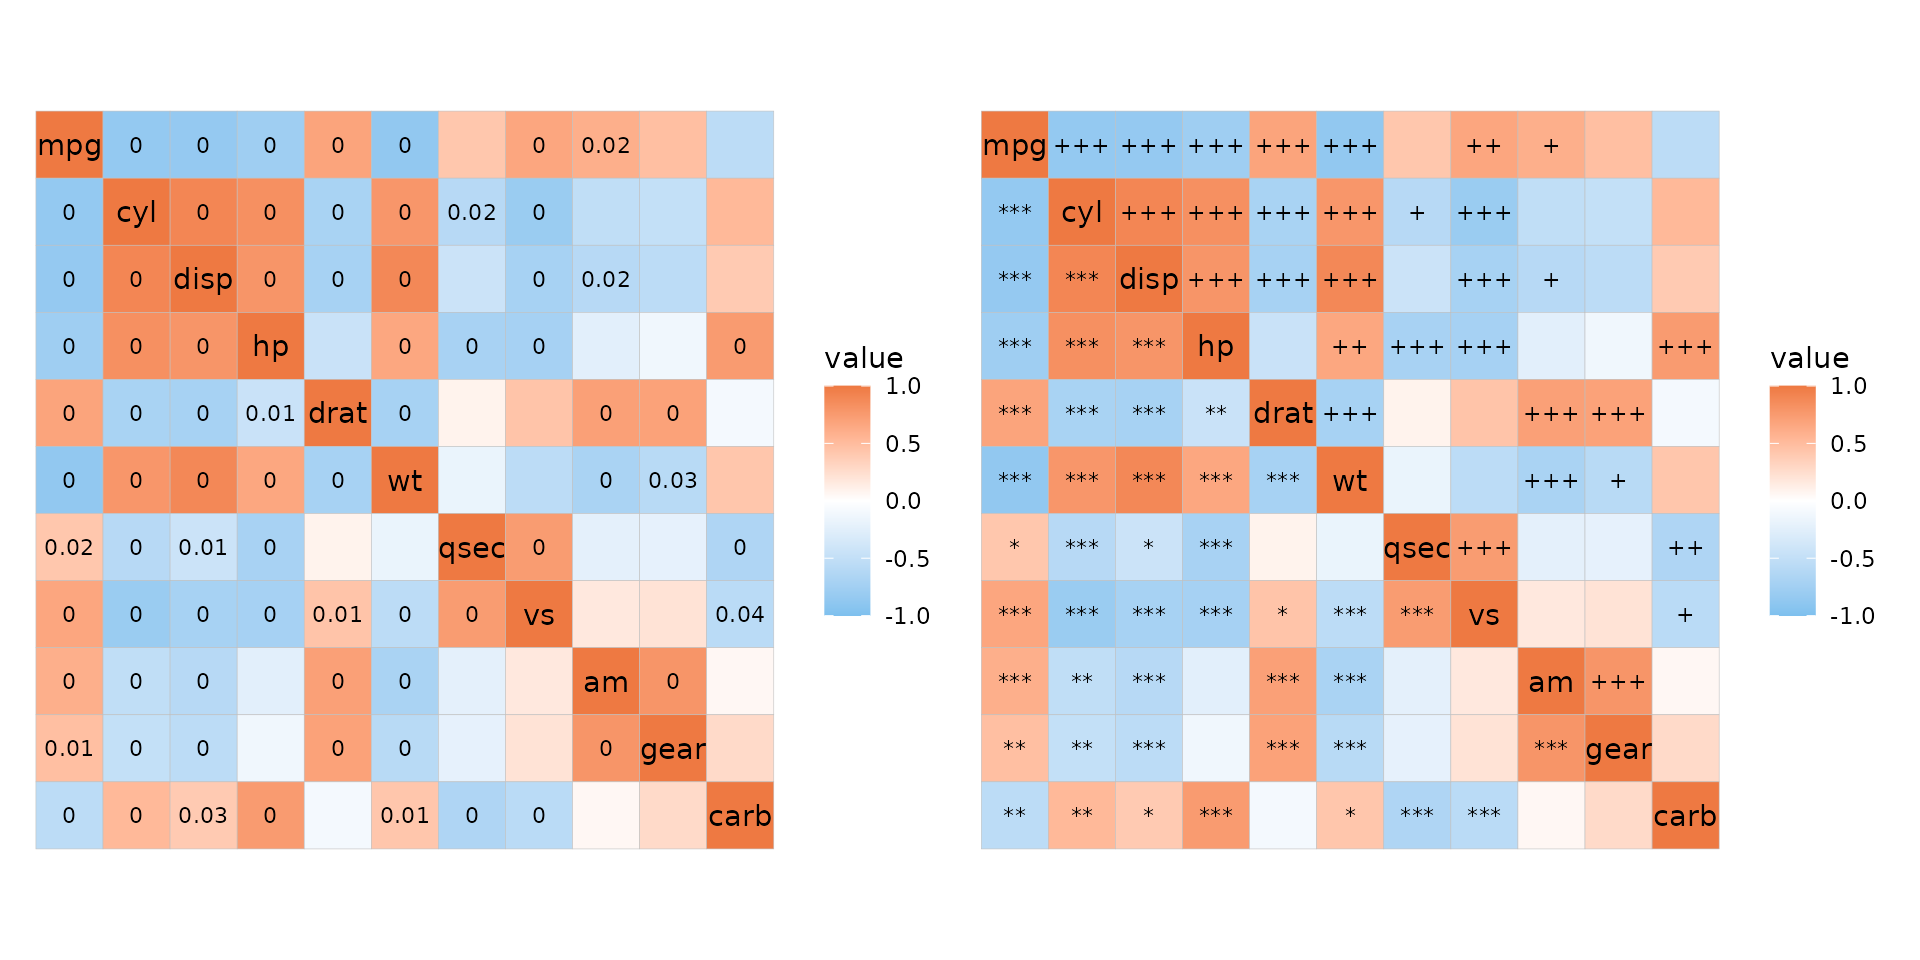 mpg 0 0 0 0 0 0 0.02
0 cyl 0 0 0 0 0.02 0
0 0 disp 0 0 0 0 0.02
0 0 0 hp 0 0 0 0
0 0 0 0.01 drat 0 0 0
0 0 0 0 0 wt 0 0.03
0.02 0 0.01 0 qsec 0 0
0 0 0 0 0.01 0 0 vs 0.04
0 0 0 0 0 am 0
0.01 0 0 0 0 0 gear
0 0 0.03 0 0.01 0 0 carb
value
1.0
0.5
0.0
-0.5
-1.0
mpg +++ +++ +++ +++ +++ ++ +
*** cyl +++ +++ +++ +++ + +++
*** *** disp +++ +++ +++ +++ +
*** *** *** hp ++ +++ +++ +++
*** *** *** ** drat +++ +++ +++
*** *** *** *** *** wt +++ +
* *** * *** qsec +++ ++
*** *** *** *** * *** *** vs +
*** ** *** *** *** am +++
** ** *** *** *** *** gear
** ** * *** * *** *** carb
value
1.0
0.5
0.0
-0.5
-1.0